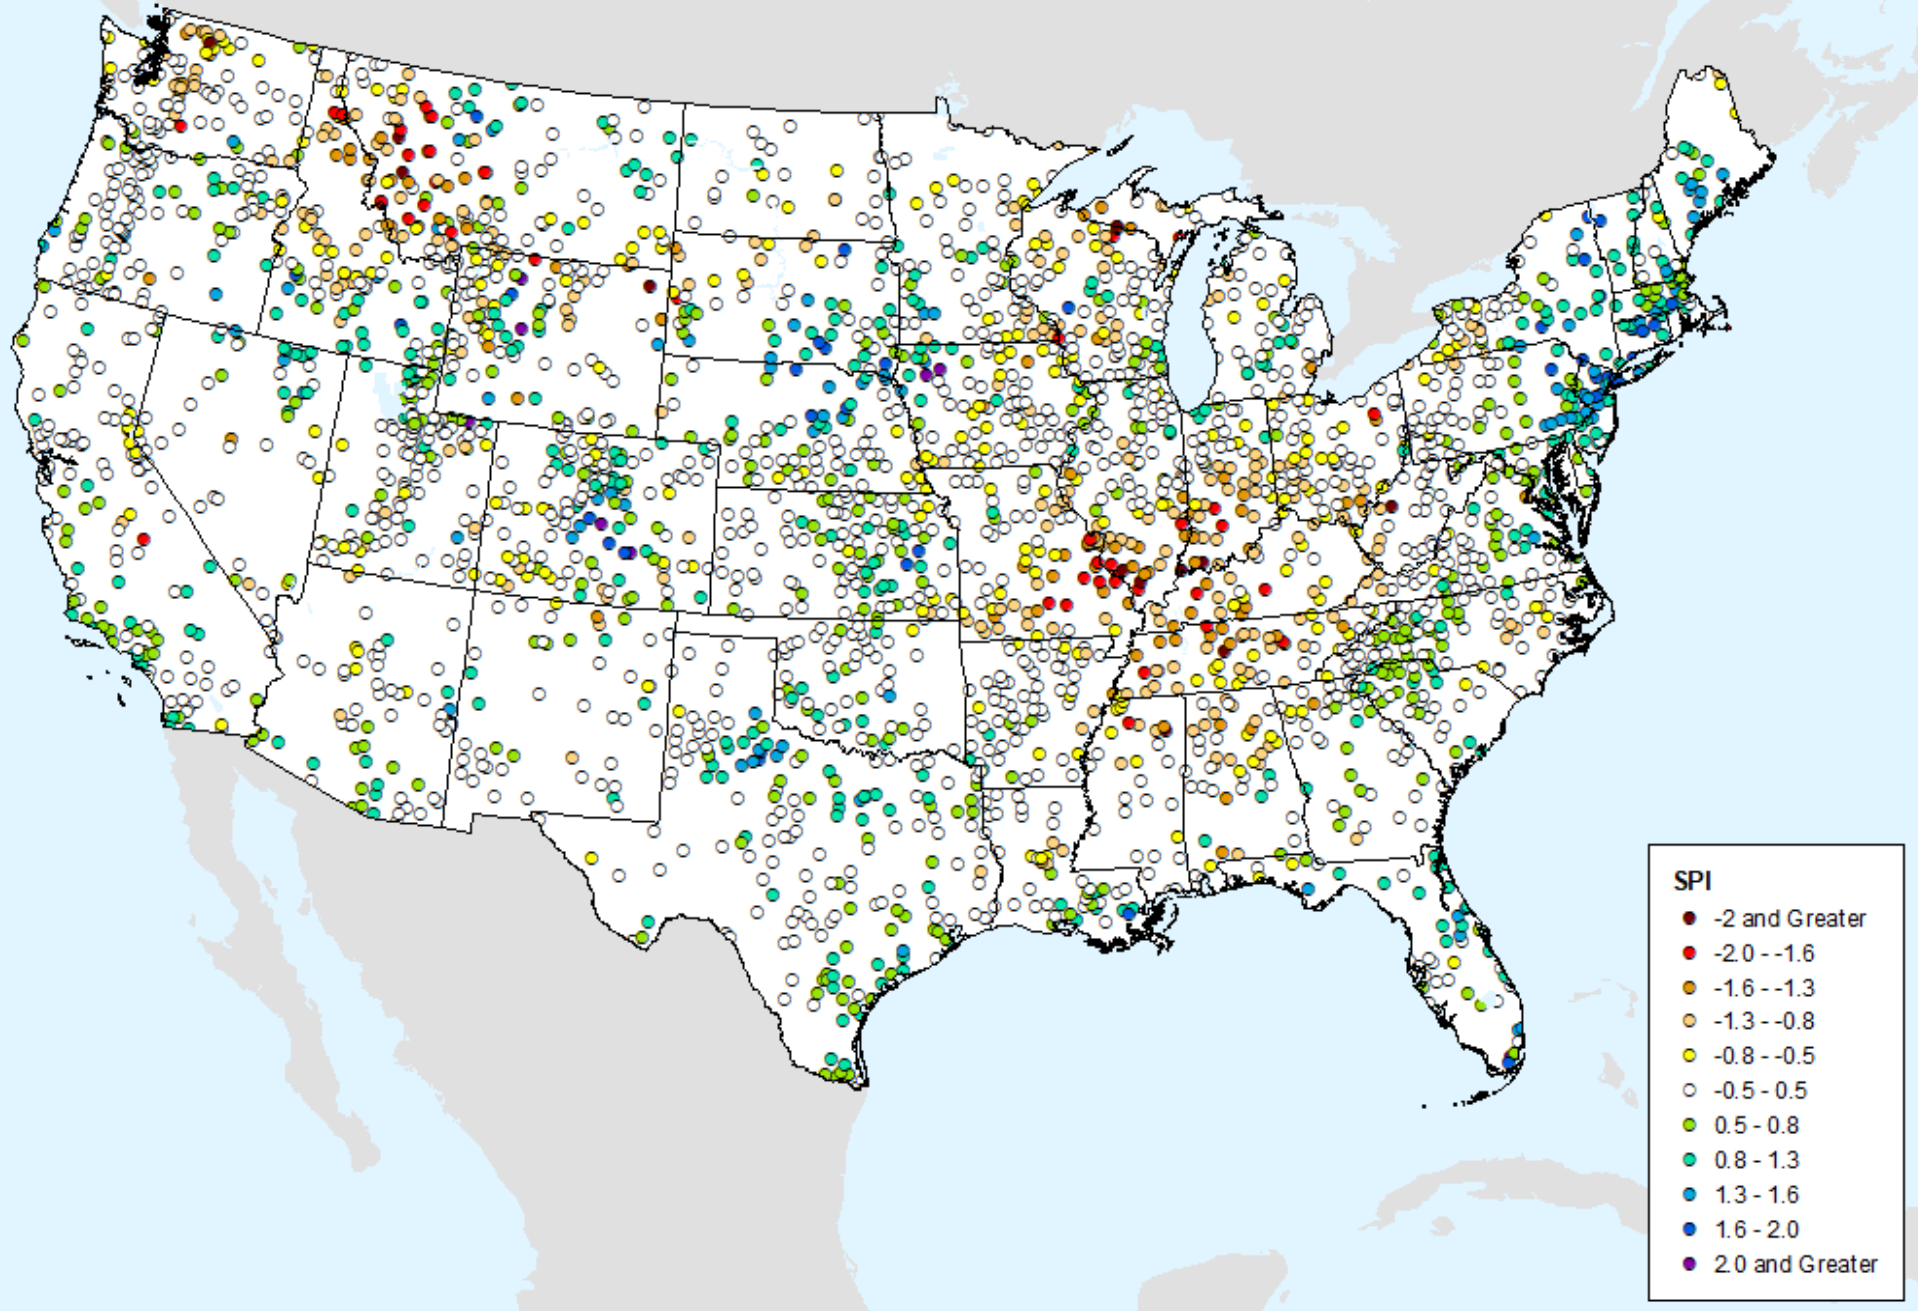 SPI
-2 and Greater
-2.0 - -1.6
-1.6 - -1.3
-1.3 - -0.8
-0.8 - -0.5
-0.5 - 0.5
0.5 - 0.8
0.8 - 1.3
1.3 - 1.6
1.6 - 2.0
2.0 and Greater